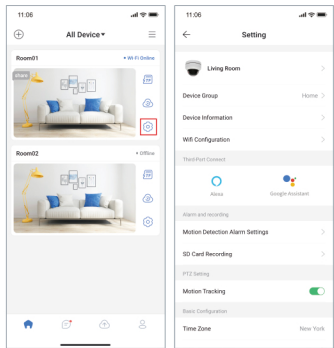 11:06
All Device▾
Room01
• Wi-Fi Online
share
Room02
• Offline
11:06
Setting
Living Room
Device Group
Home
Device Information
Wifi Configuration
Third-Part Connect
Alexa
Google Assistant
Alarm and recording
Motion Detection Alarm Settings
SD Card Recording
PTZ Setting
Motion Tracking
Basic Configuration
Time Zone
New York